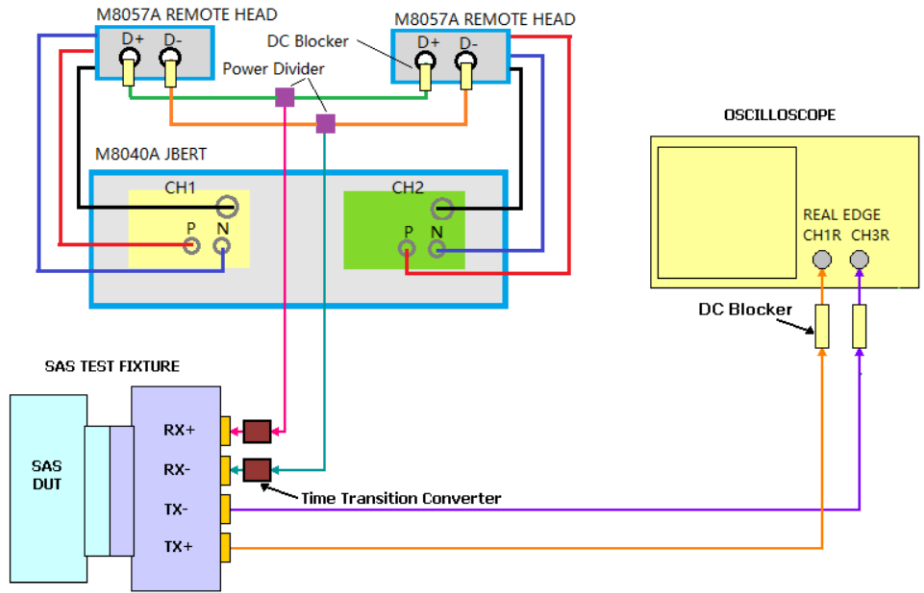 M8057A REMOTE HEAD
D+ D-
M8057A REMOTE HEAD
D+ D-
DC Blocker
Power Divider
M8040A JBERT
CH1
P N
CH2
P N
OSCILLOSCOPE
REAL EDGE
CH1R CH3R
DC Blocker
SAS TEST FIXTURE
SAS
DUT
RX+
RX-
TX-
TX+
Time Transition Converter